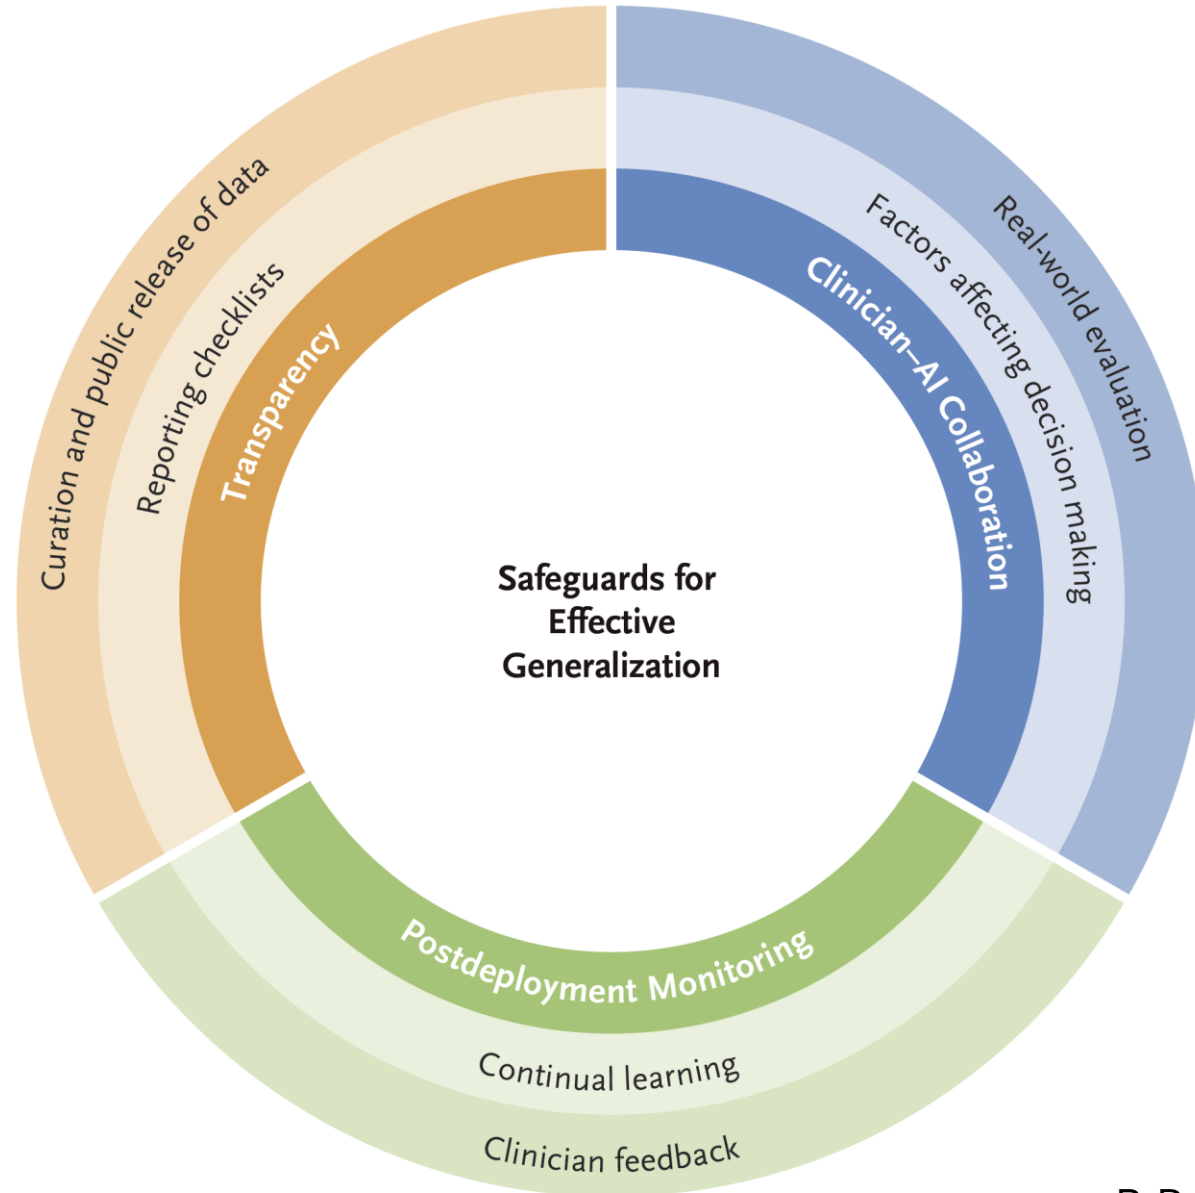 Curation and public release of data
Reporting checklists
Transparency
Real-world evaluation
Factors affecting decision making
Clinician–AI Collaboration
Safeguards for
Effective
Generalization
Postdeployment Monitoring
Continual learning
Clinician feedback